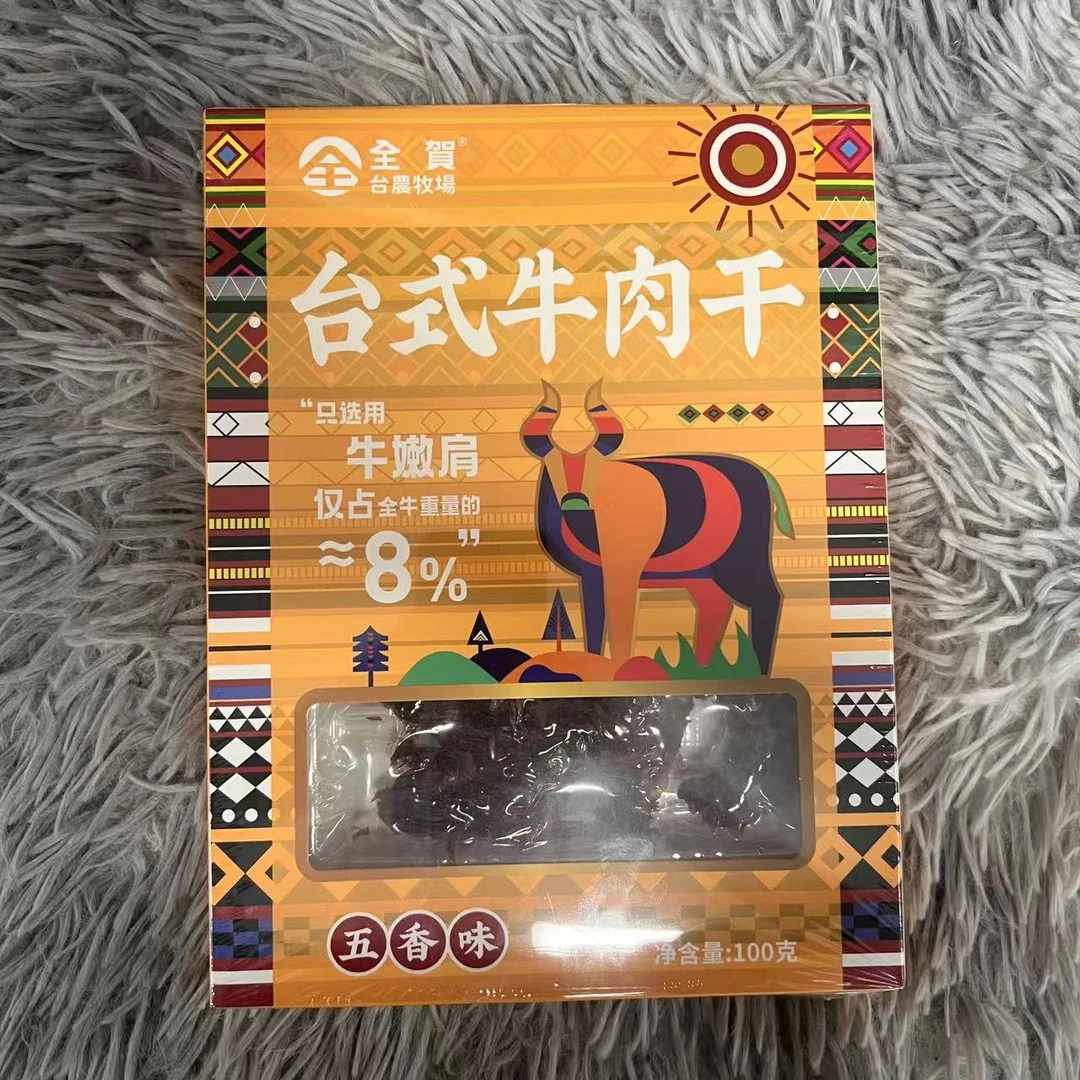 全賀®
台農牧場
台式牛肉干
“只选用
牛嫩肩
仅占全牛重量的
≈8%”
五香味
净含量:100克